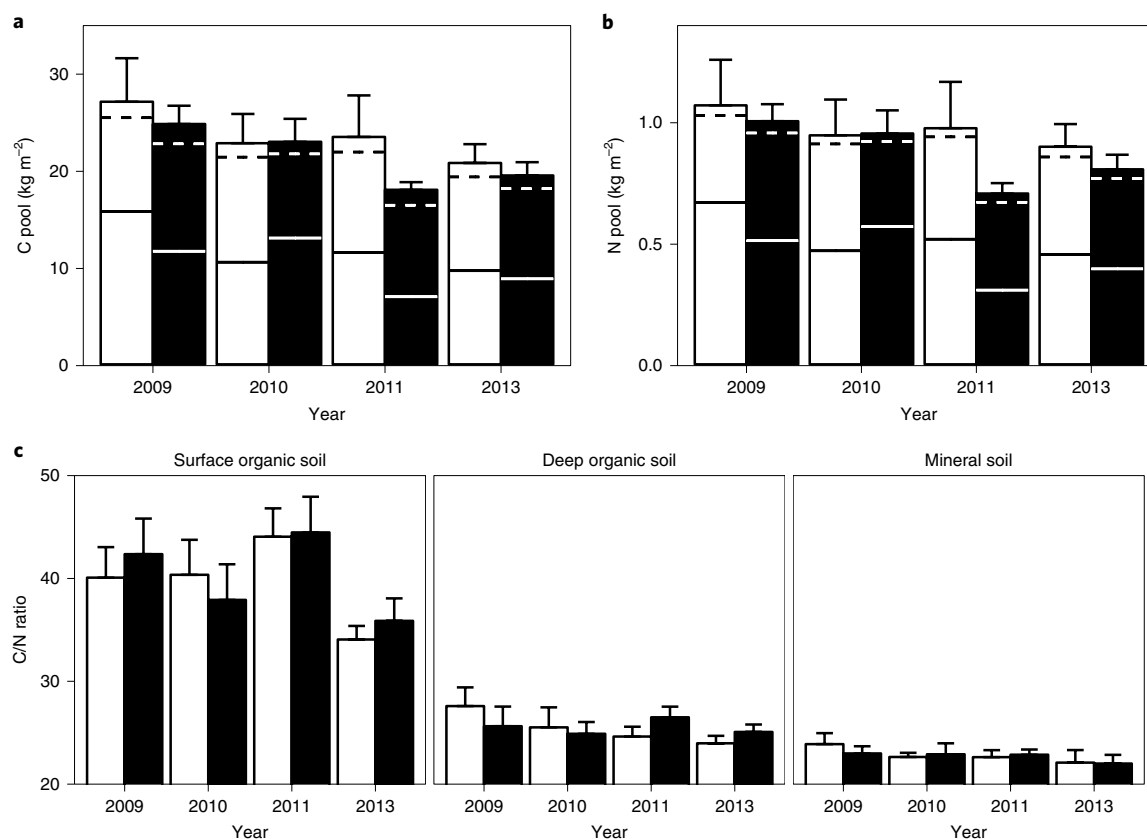 a
30
20
10
0
C pool (kg m⁻²)
2009 2010 2011 2013
Year
b
1.0
0.5
0.0
N pool (kg m⁻²)
2009 2010 2011 2013
Year
c
Surface organic soil Deep organic soil Mineral soil
50
40
30
20
C/N ratio
2009 2010 2011 2013 2009 2010 2011 2013 2009 2010 2011 2013
Year Year Year